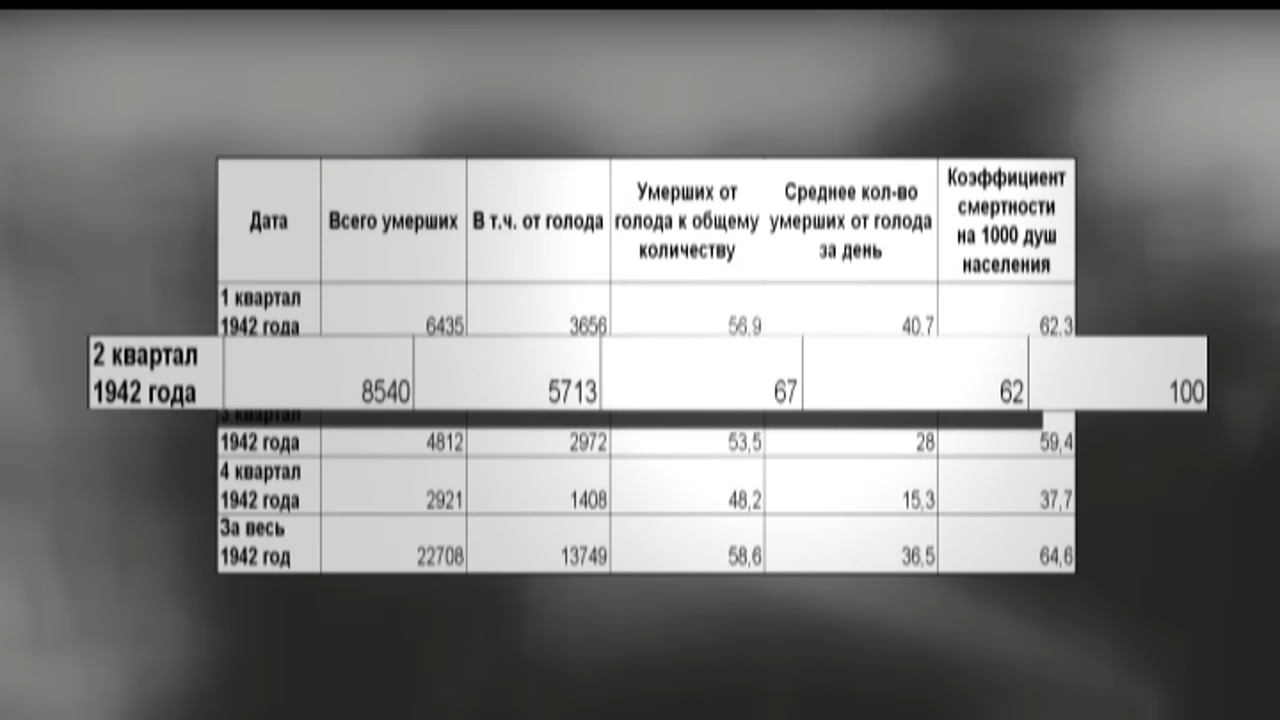 Дата Всего умерших В т.ч. от голода Умерших от голода к общему количеству Среднее кол-во умерших от голода за день Коэффициент смертности на 1000 душ населения
1 квартал
1942 года 6435 3656 56,9 40,7 62,3
2 квартал
1942 года 8540 5713 67 62 100
3 квартал
1942 года 4812 2972 53,5 28 59,4
4 квартал
1942 года 2921 1408 48,2 15,3 37,7
За весь
1942 год 22708 13749 58,6 36,5 64,6